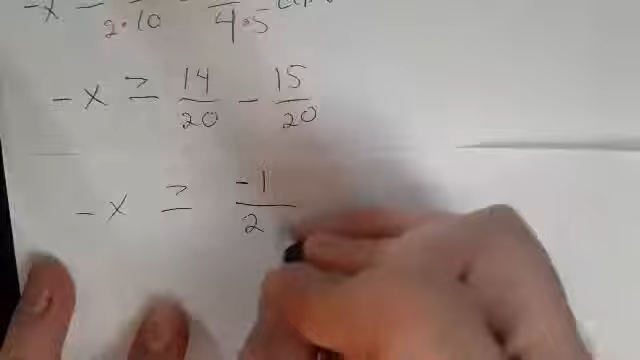 -x
2·10 4·5
-x ≥ 14/20 - 15/20
-x ≥ -1/2